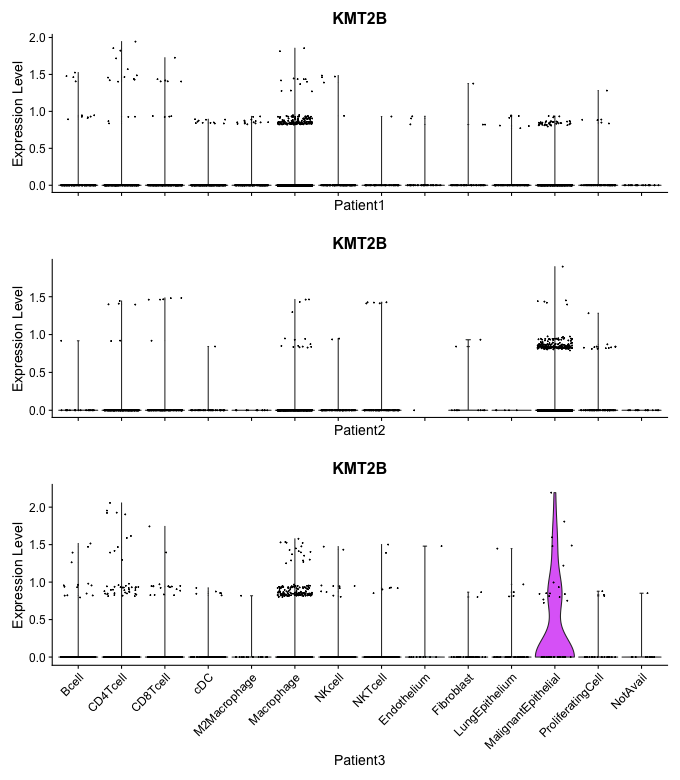 KMT2B
Expression Level
2.0
1.5
1.0
0.5
0.0
Patient1
KMT2B
Expression Level
1.5
1.0
0.5
0.0
Patient2
KMT2B
Expression Level
2.0
1.5
1.0
0.5
0.0
Bcell
CD4Tcell
CD8Tcell
cDC
M2Macrophage
Macrophage
NKcell
NKTcell
Endothelium
Fibroblast
LungEpithelium
MalignantEpithelial
ProliferatingCell
NotAvail
Patient3